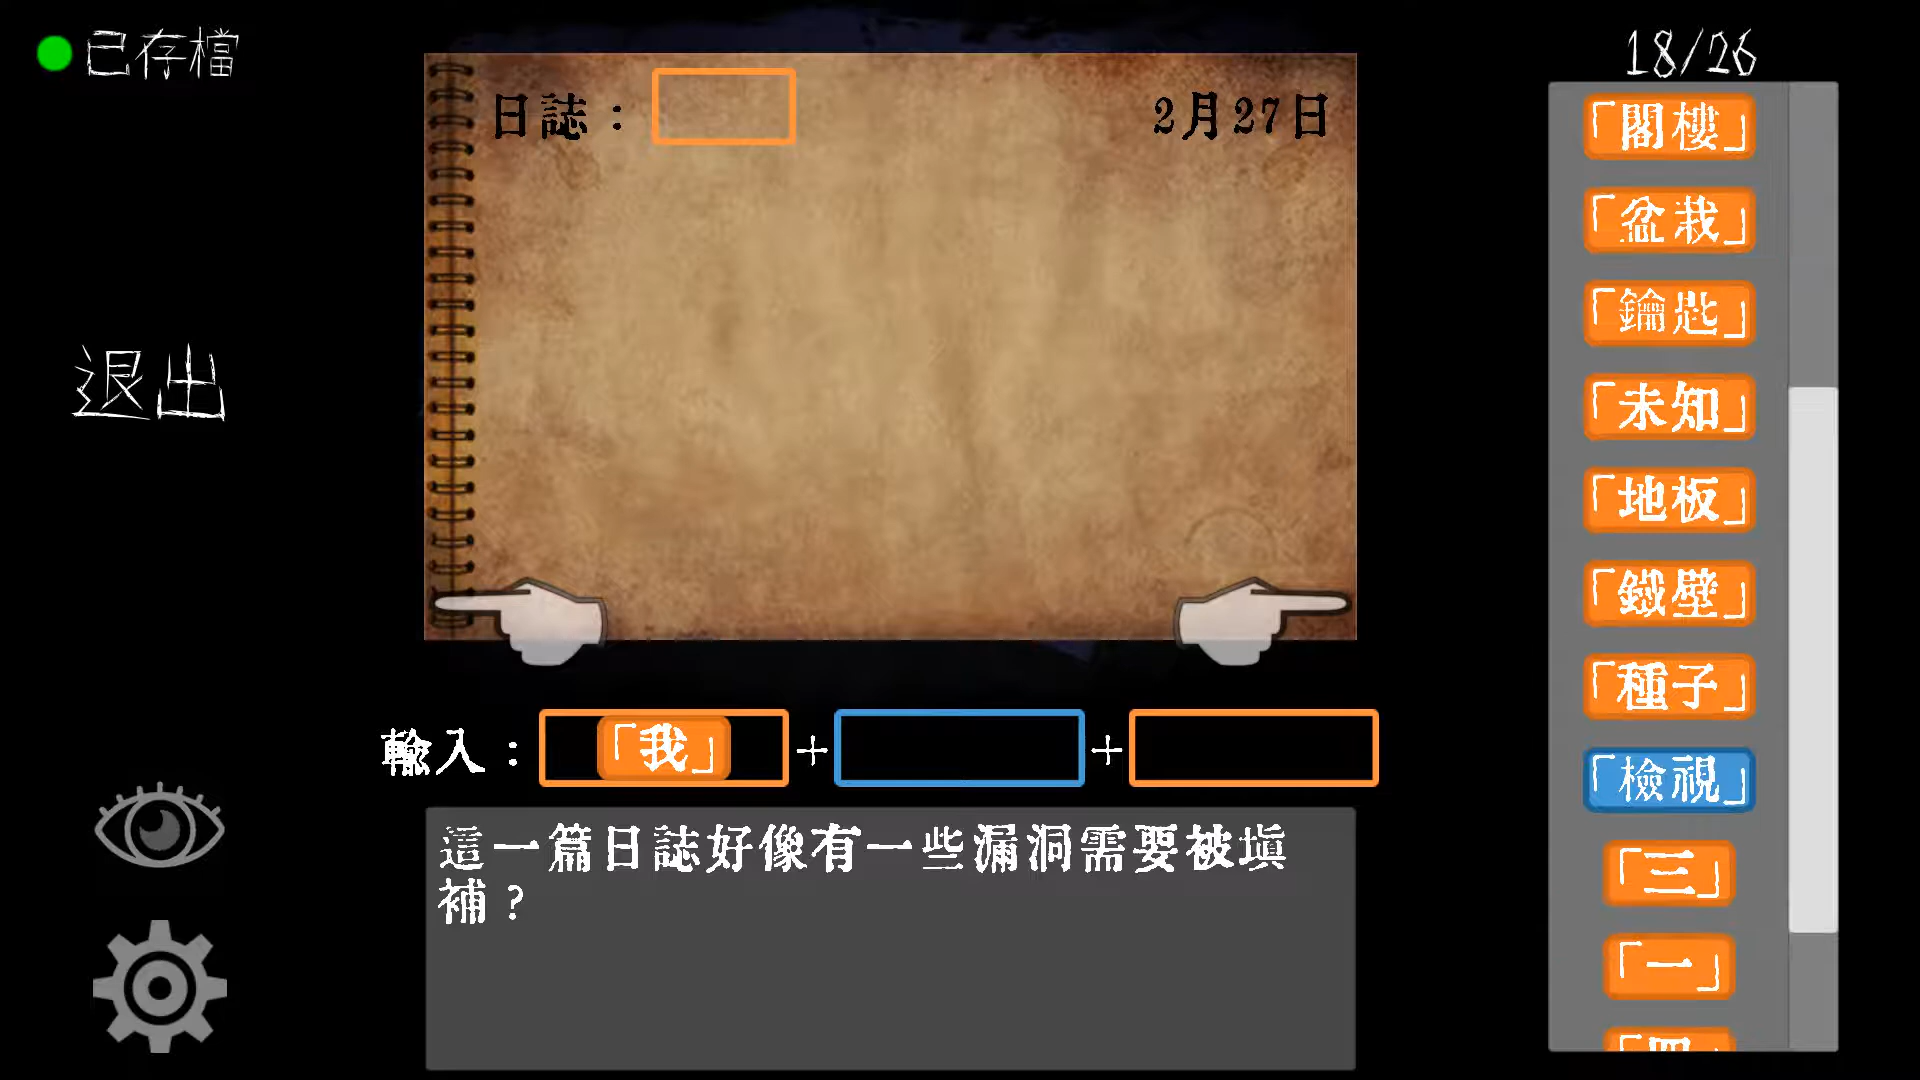 已存檔
18/26
日誌：
2月27日
退出
輸入：「我」++
這一篇日誌好像有一些漏洞需要被填
補？
「閣樓」
「盆栽」
「鑰匙」
「未知」
「地板」
「鐵壁」
「種子」
「檢視」
「三」
「一」
「四」